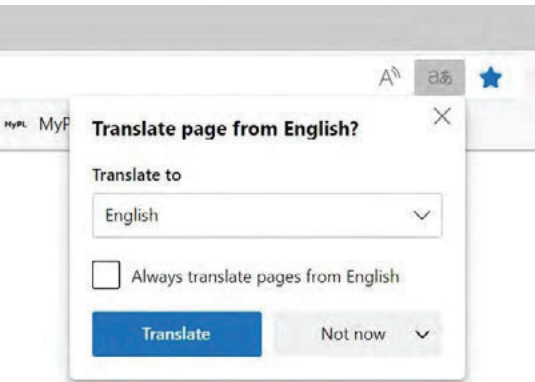 A
aあ
MyPL MyP
Translate page from English?
Translate to
English
Always translate pages from English
Translate
Not now